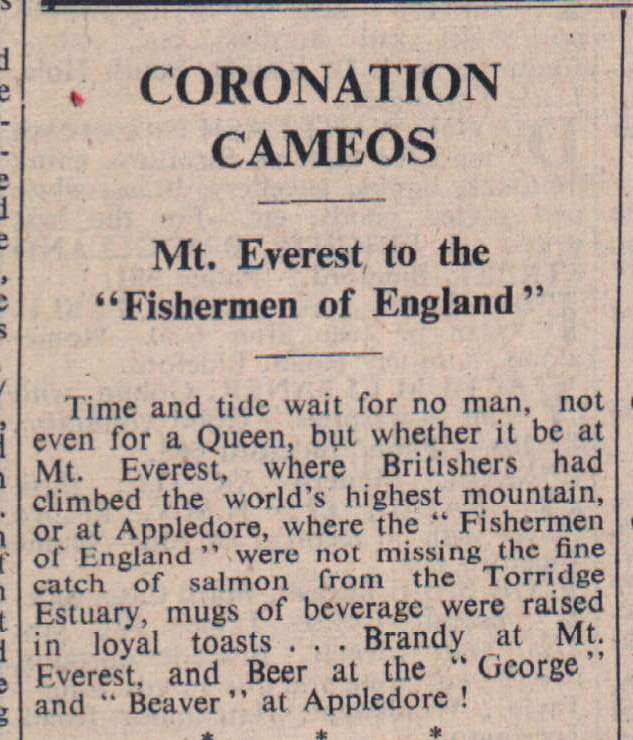 CORONATION
CAMEOS
Mt. Everest to the
"Fishermen of England"
Time and tide wait for no man, not
even for a Queen, but whether it be at
Mt. Everest, where Britishers had
climbed the world's highest mountain,
or at Appledore, where the " Fishermen
of England " were not missing the fine
catch of salmon from the Torridge
Estuary, mugs of beverage were raised
in loyal toasts . . . Brandy at Mt.
Everest, and Beer at the " George "
and " Beaver " at Appledore !
* * *